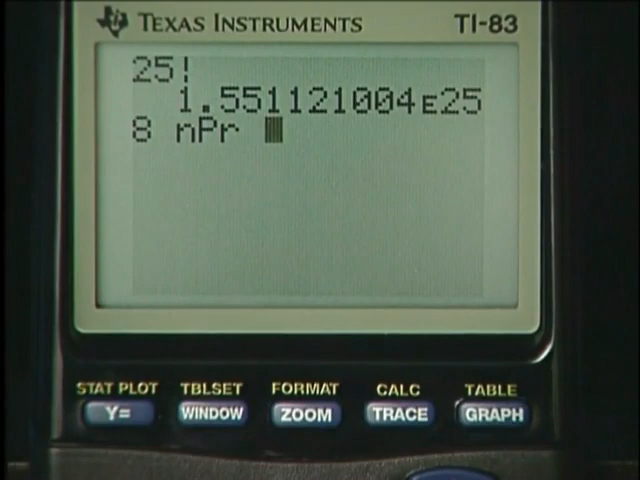 TEXAS INSTRUMENTS TI-83
25!
1.551121004E25
8 nPr
STAT PLOT TBLSET FORMAT CALC TABLE
Y= WINDOW ZOOM TRACE GRAPH